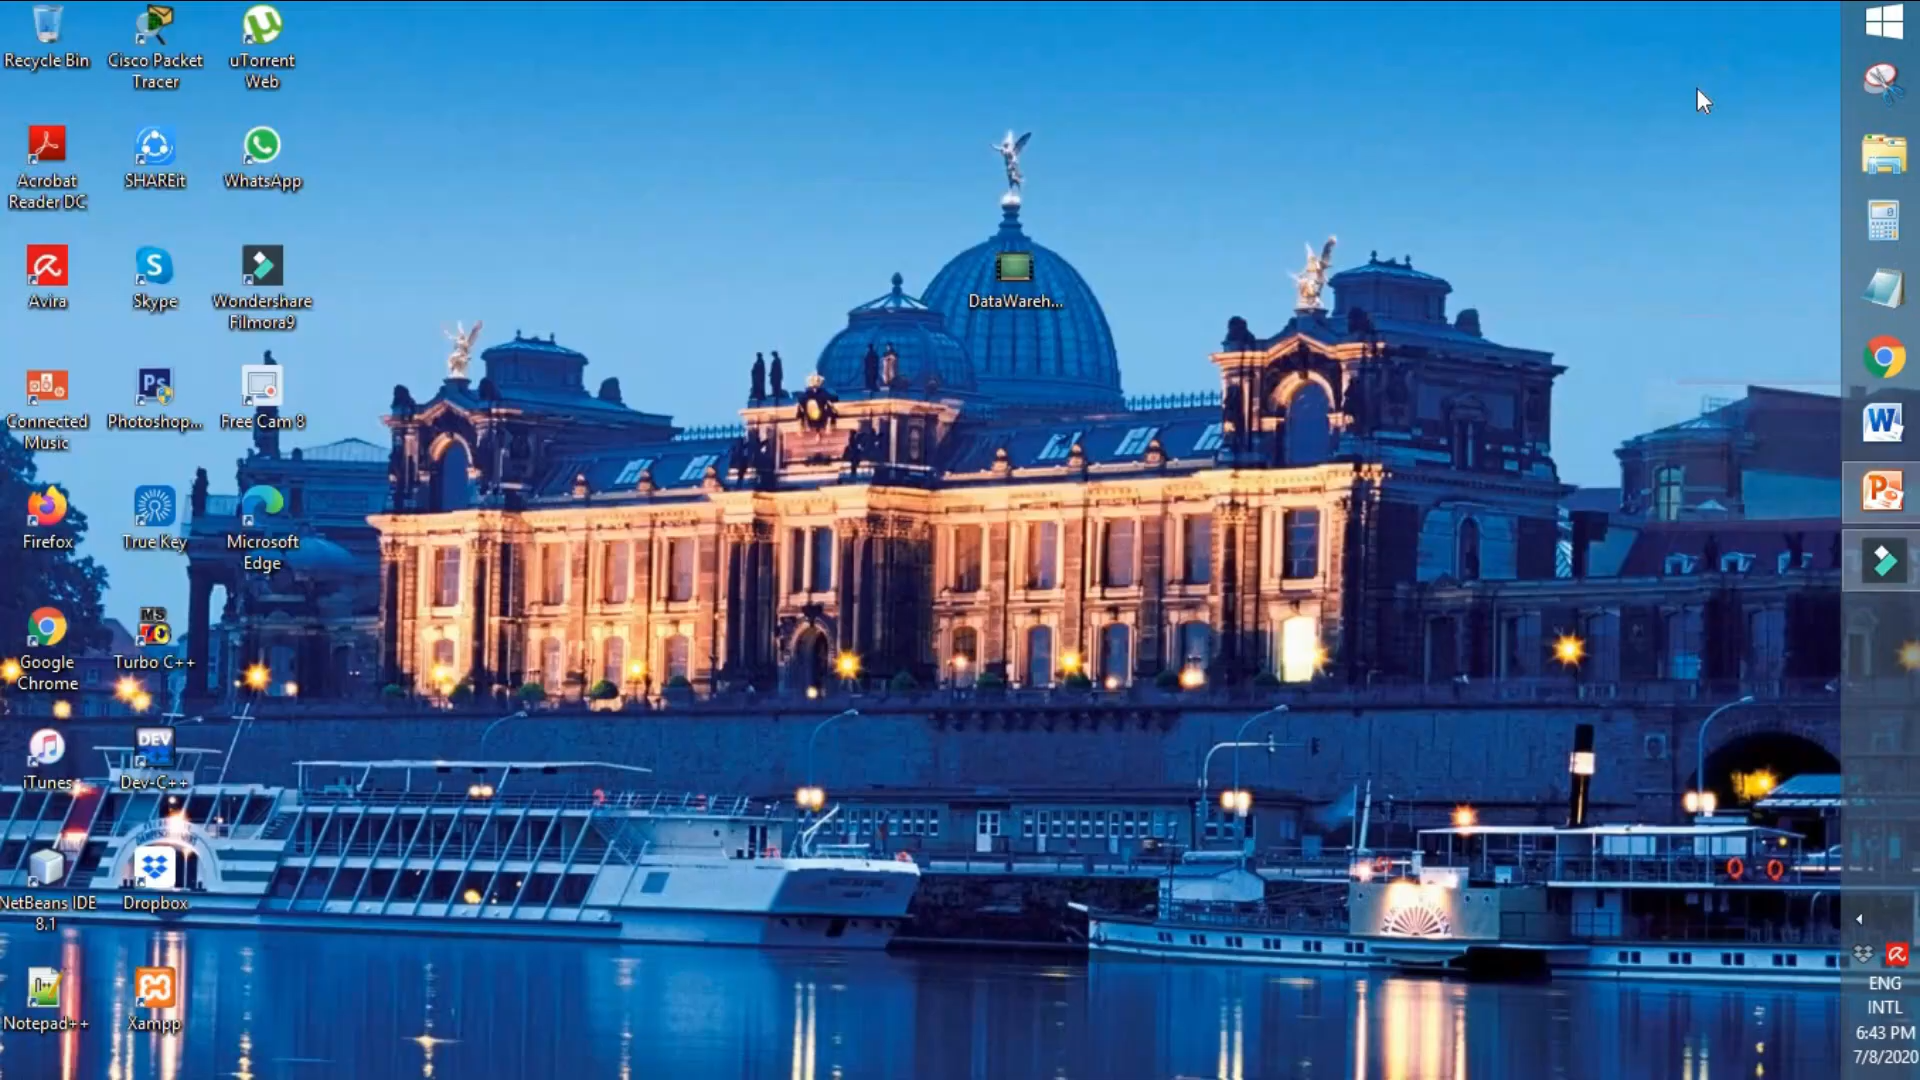 Recycle Bin
Cisco Packet
Tracer
uTorrent
Web
Acrobat
Reader DC
SHAREit
WhatsApp
Avira
Skype
Wondershare
Filmora9
Connected
Music
Photoshop...
Free Cam 8
Firefox
True Key
Microsoft
Edge
Google
Chrome
Turbo C++
iTunes
Dev-C++
NetBeans IDE
8.1
Dropbox
Notepad++
Xampp
DataWareh...
ENG
INTL
6:43 PM
7/8/2020